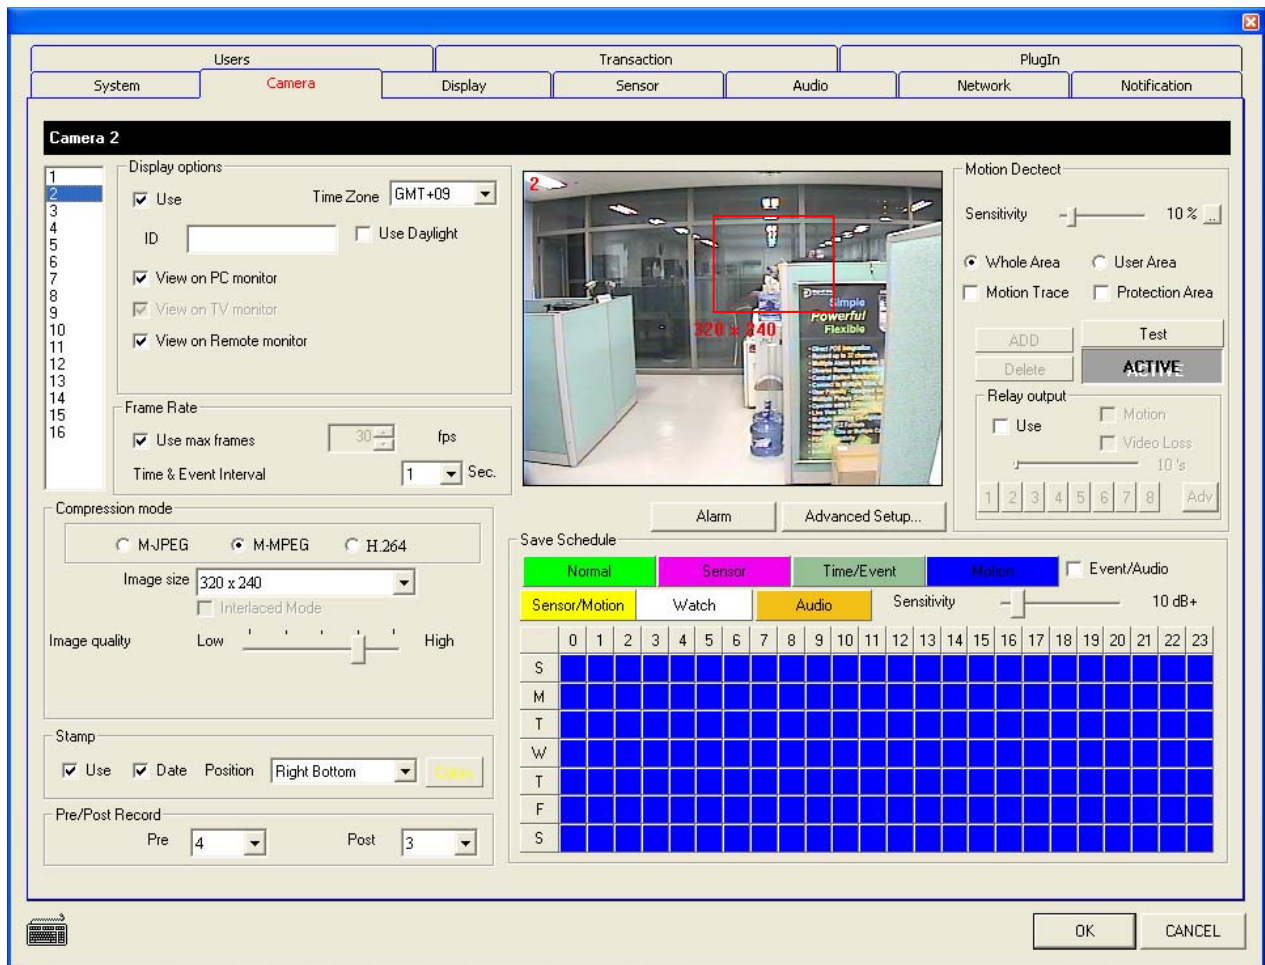 Users Transaction PlugIn
System Camera Display Sensor Audio Network Notification
Camera 2
1
2
3
4
5
6
7
8
9
10
11
12
13
14
15
16
Display options
Use Time Zone GMT+09
ID Use Daylight
View on PC monitor
View on TV monitor
View on Remote monitor
Frame Rate
Use max frames 30 fps
Time & Event Interval 1 Sec.
2
320 x 240
Simple
Powerful
Flexible
Motion Dectect
Sensitivity 10 % ..
Whole Area User Area
Motion Trace Protection Area
ADD Test
Delete ACTIVE
Relay output
Use Motion
Video Loss
10 's
1 2 3 4 5 6 7 8 Adv
Alarm Advanced Setup...
Compression mode
M-JPEG M-MPEG H.264
Image size 320 x 240
Interlaced Mode
Image quality Low High
Stamp
Use Date Position Right Bottom
Pre/Post Record
Pre 4 Post 3
Save Schedule
Normal Sensor Time/Event Motion Event/Audio
Sensor/Motion Watch Audio Sensitivity 10 dB+
0 1 2 3 4 5 6 7 8 9 10 11 12 13 14 15 16 17 18 19 20 21 22 23
S
M
T
W
T
F
S
OK CANCEL